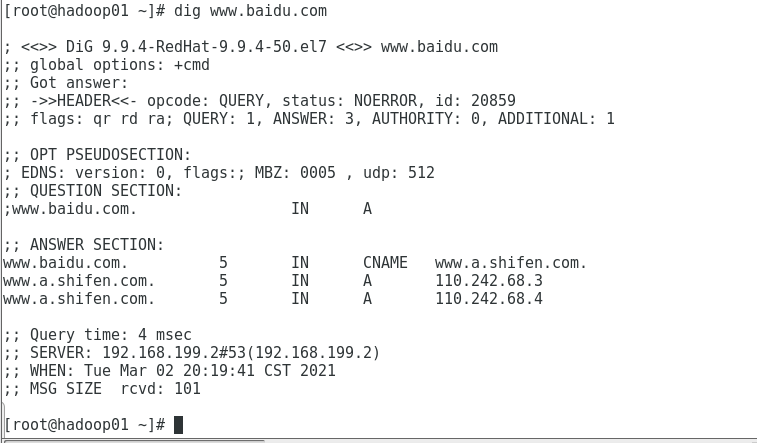 [root@hadoop01 ~]# dig www.baidu.com
; <<>> DiG 9.9.4-RedHat-9.9.4-50.el7 <<>> www.baidu.com
;; global options: +cmd
;; Got answer:
;; ->>HEADER<<- opcode: QUERY, status: NOERROR, id: 20859
;; flags: qr rd ra; QUERY: 1, ANSWER: 3, AUTHORITY: 0, ADDITIONAL: 1
;; OPT PSEUDOSECTION:
; EDNS: version: 0, flags:; MBZ: 0005 , udp: 512
;; QUESTION SECTION:
;www.baidu.com. IN A
;; ANSWER SECTION:
www.baidu.com. 5 IN CNAME www.a.shifen.com.
www.a.shifen.com. 5 IN A 110.242.68.3
www.a.shifen.com. 5 IN A 110.242.68.4
;; Query time: 4 msec
;; SERVER: 192.168.199.2#53(192.168.199.2)
;; WHEN: Tue Mar 02 20:19:41 CST 2021
;; MSG SIZE  rcvd: 101
[root@hadoop01 ~]#